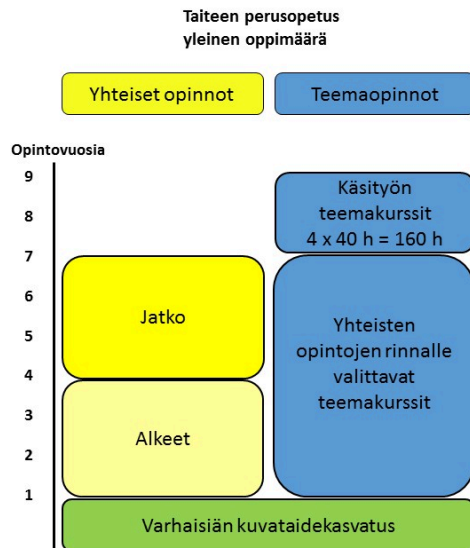 Taiteen perusopetus
yleinen oppimäärä
Yhteiset opinnot
Teemaopinnot
Opintovuosia
9
8
7
6
5
4
3
2
1
Käsityön
teemakurssit
4 x 40 h = 160 h
Jatko
Yhteisten
opintojen rinnalle
valittavat
teemakurssit
Alkeet
Varhaisiän kuvataidekasvatus